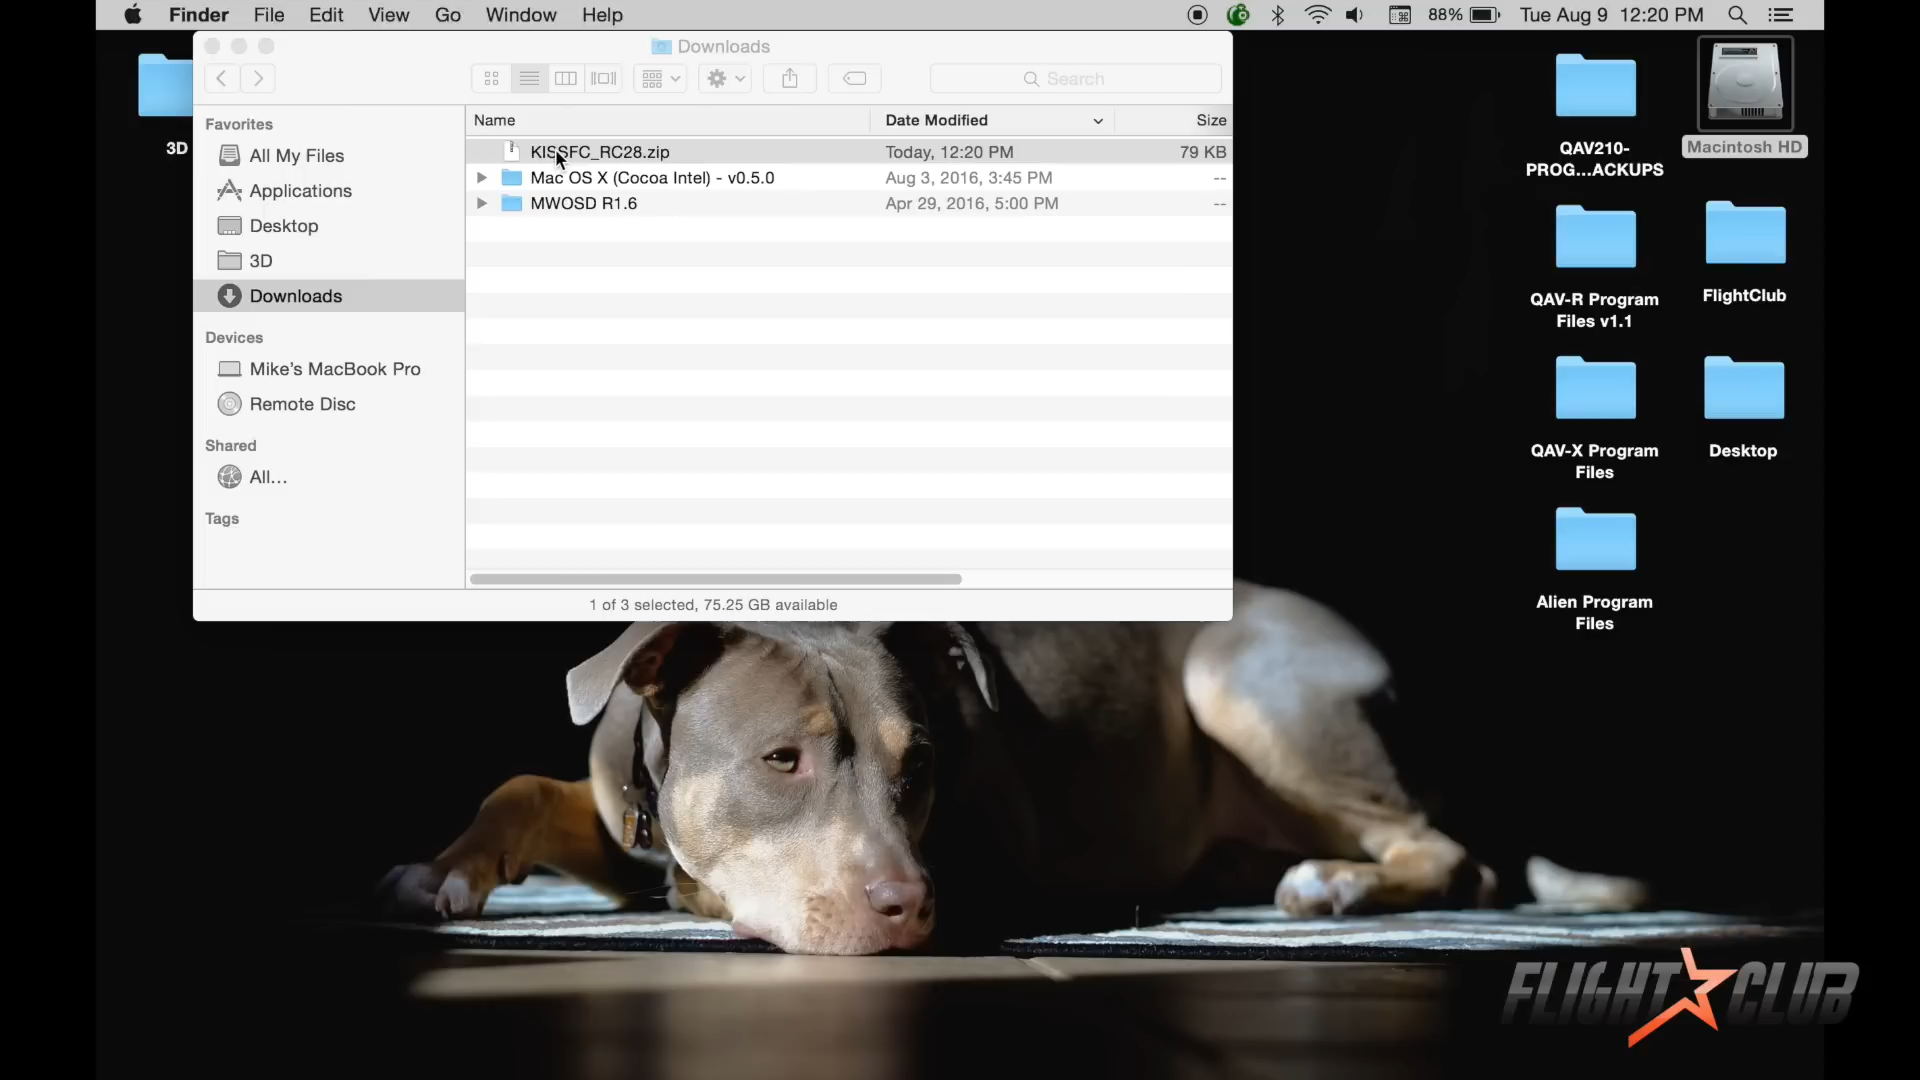 Finder File Edit View Go Window Help 88% Tue Aug 9 12:20 PM
Downloads
Search
Favorites
All My Files
Applications
Desktop
3D
Downloads
Devices
Mike's MacBook Pro
Remote Disc
Shared
All...
Tags
Name Date Modified Size
KISSFC_RC28.zip Today, 12:20 PM 79 KB
Mac OS X (Cocoa Intel) - v0.5.0 Aug 3, 2016, 3:45 PM --
MWOSD R1.6 Apr 29, 2016, 5:00 PM --
1 of 3 selected, 75.25 GB available
3D
QAV210-
PROG...ACKUPS
Macintosh HD
QAV-R Program
Files v1.1
FlightClub
QAV-X Program
Files
Desktop
Alien Program
Files
FLIGHT CLUB